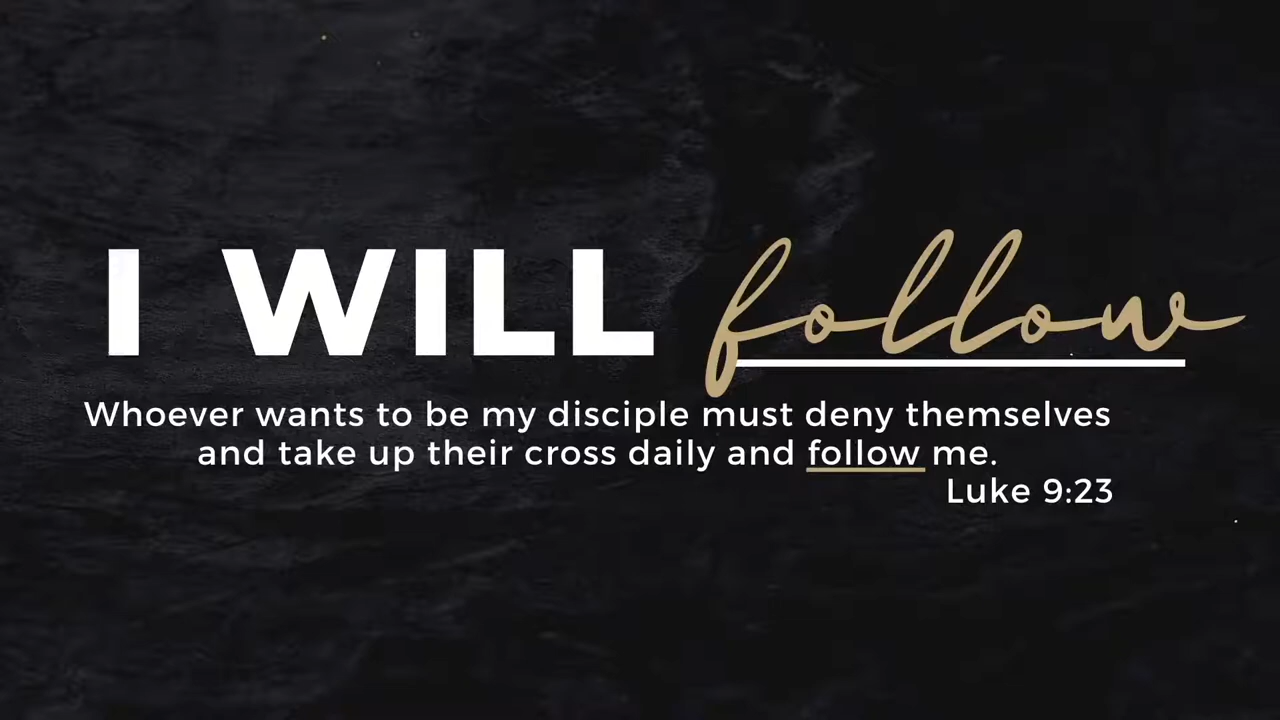 I WILL follow
Whoever wants to be my disciple must deny themselves
and take up their cross daily and follow me.
Luke 9:23